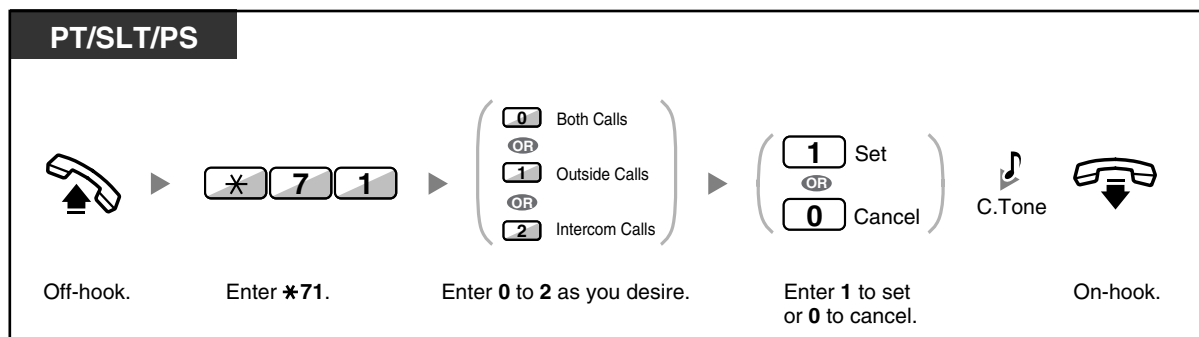 PT/SLT/PS
* 7 1
0 Both Calls
OR
1 Outside Calls
OR
2 Intercom Calls
1 Set
OR
0 Cancel
C.Tone
Off-hook.
Enter *71.
Enter 0 to 2 as you desire.
Enter 1 to set
or 0 to cancel.
On-hook.